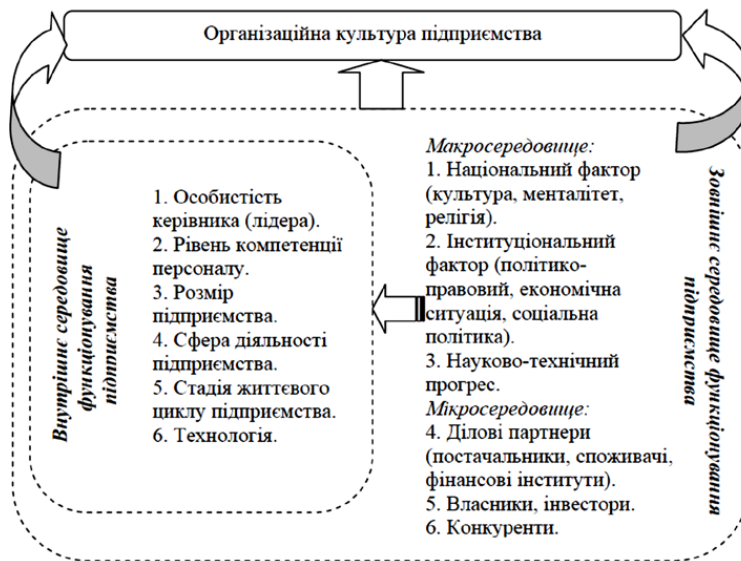 Організаційна культура підприємства
Внутрішнє середовище
функціонування
підприємства
1. Особистість
керівника (лідера).
2. Рівень компетенції
персоналу.
3. Розмір
підприємства.
4. Сфера діяльності
підприємства.
5. Стадія життєвого
циклу підприємства.
6. Технологія.
Макросередовище:
1. Національний фактор
(культура, менталітет,
релігія).
2. Інституціональний
фактор (політико-
правовий, економічна
ситуація, соціальна
політика).
3. Науково-технічний
прогрес.
Мікросередовище:
4. Ділові партнери
(постачальники, споживачі,
фінансові інститути).
5. Власники, інвестори.
6. Конкуренти.
Зовнішнє середовище функціонування
підприємства